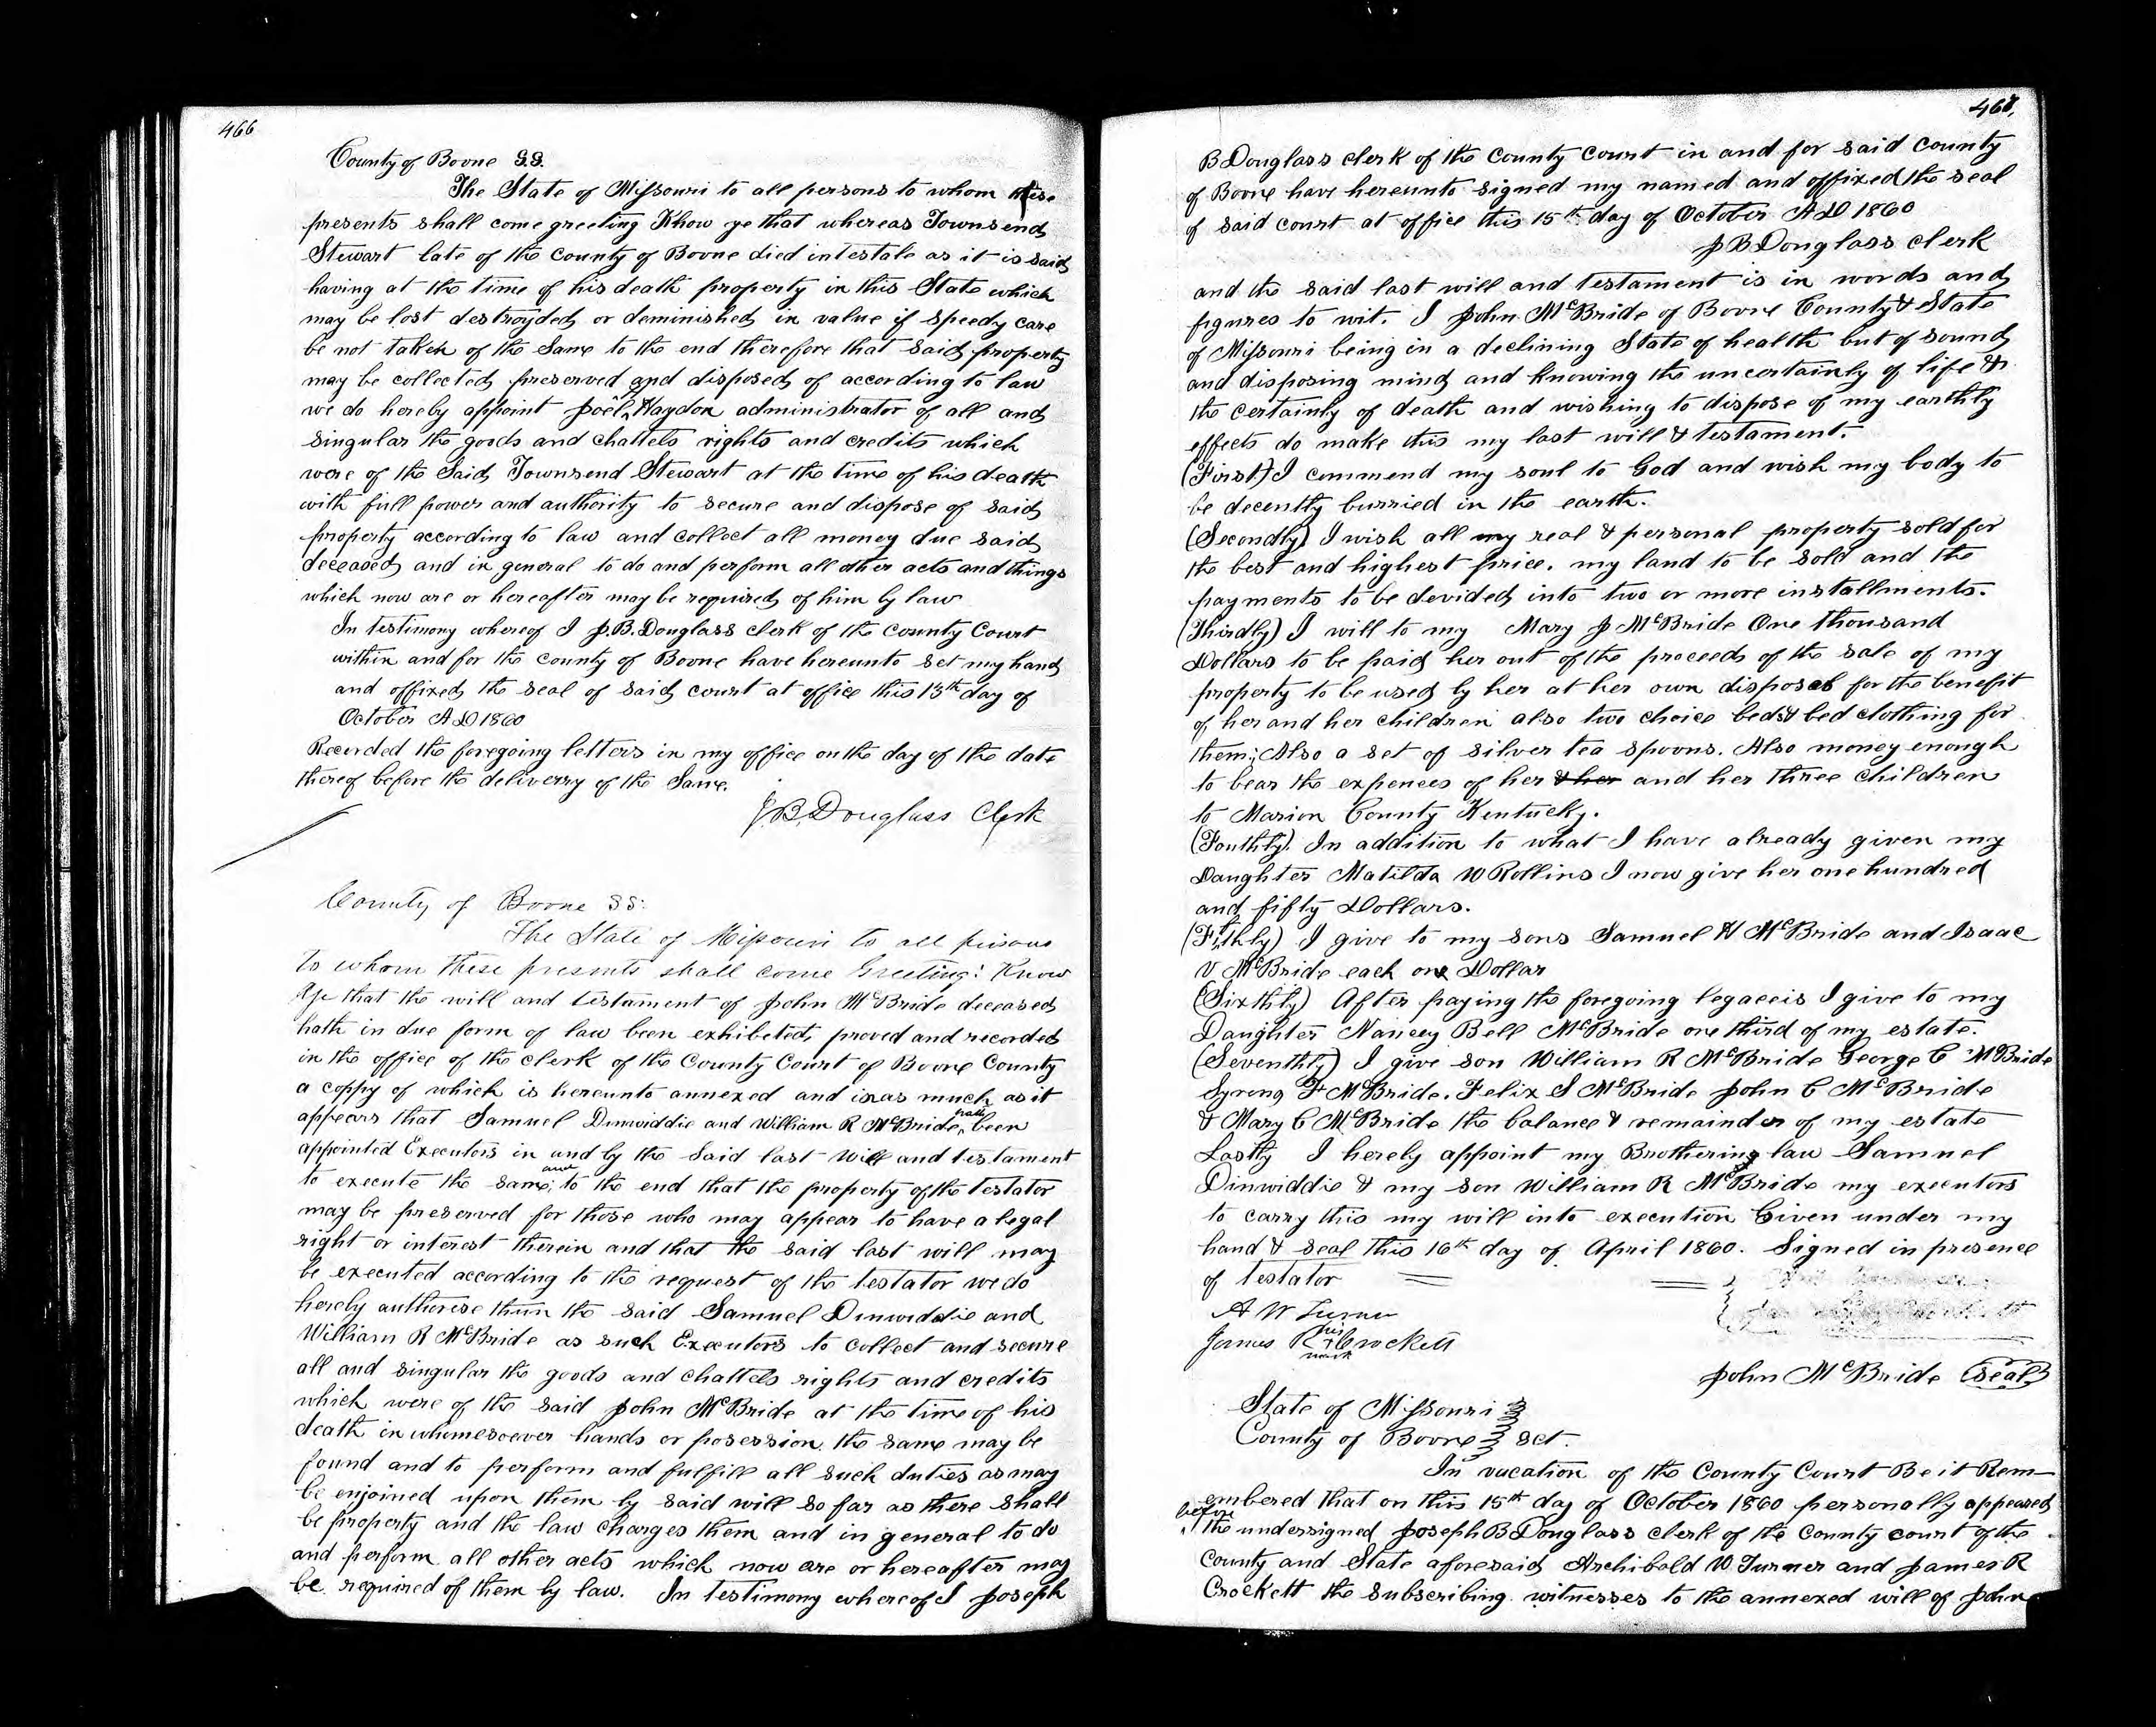 466
County of Boone S.S.
The State of Missouri to all persons to whom these
presents shall come greeting Know ye that whereas Townsend
Stewart late of the County of Boone died intestate as it is said
having at the time of his death property in this State which
may be lost destroyded or deminished in value if speedy care
be not taken of the Same to the end therefore that said property
may be collected preserved and disposed of according to law
we do hereby appoint Joel Haydon administrator of all and
singular the goods and chattels rights and credits which
were of the Said Townsend Stewart at the time of his death
with full power and authority to secure and dispose of said
property according to law and collect all money due said
deceased and in general to do and perform all other acts and things
which now are or hereafter may be required of him by law
In testimony whereof I J.B. Douglass clerk of the County Court
within and for the county of Boone have hereunto set my hand
and offixed the seal of said court at office this 13th day of
October A D 1860
Recorded the foregoing letters in my office on the day of the date
thereof before the deliverry of the Same.
J.B. Douglass Clerk
County of Boone SS:
The State of Missouri to all persons
To whom these presents shall come Greeting: Know
Ye that the will and testament of John McBride deceased
hath in due form of law been exhibeted, proved and recorded
in the office of the clerk of the County Court of Boone County
a coppy of which is hereunto annexed and inas much as it
appears that Samuel Dinwiddie and William R McBride hath been
appointed Executors in and by the Said last will and testament
to execute the same; and to the end that the property of the testator
may be preserved for those who may appear to have a legal
right or interest therein and that the said last will may
be executed according to the request of the testator we do
hereby authorise them the said Samuel Dinwiddie and
William R McBride as such Executors to collect and secure
all and singular the goods and chattels rights and credits
which were of the said John McBride at the time of his
death in whomesoever hands or posession the same may be
found and to perform and fulfill all such duties as may
be enjoined upon them by said will so far as there shall
be property and the law charges them and in general to do
and perform all other acts which now are or hereafter may
be required of them by law. In testimony whereof I Joseph
467.
B Douglass clerk of the County Court in and for said County
of Boone have hereunto signed my named and offixed the seal
of said court at office this 15th day of October A D 1860
J B Douglass clerk
and the said last will and testament is in words and
figures to wit. I John McBride of Boone County & State
of Missouri being in a declining State of health but of sound
and disposing mind and knowing the uncertainty of life &
the certainty of death and wishing to dispose of my earthly
effects do make this my last will & testament.
(First) I commend my soul to God and wish my body to
be decently burried in the earth.
(Secondly) I wish all my real & personal property sold for
the best and highest price. my land to be sold and the
payments to be devided into two or more installments.
(Thirdly) I will to my Mary J McBride One thousand
Dollars to be paid her out of the proceeds of the sale of my
property to be used by her at her own disposal for the benefit
of her and her children also two choice beds & bed clothing for
them; Also a set of silver tea spoons. Also money enough
to bear the expences of her & her and her three children
to Marion County Kentucky.
(Fouthly). In addition to what I have already given my
Daughter Matilda W Rollins I now give her one hundred
and fifty Dollars.
(Fifthly) I give to my sons Samuel H McBride and Isaac
V McBride each one Dollar
(Sixthly) After paying the foregoing legaceis I give to my
Daughter Nancey Bell McBride one third of my estate.
(Seventhly) I give son William R McBride George C McBride
Syrong F McBride. Felix S McBride John C McBride
& Mary C McBride the balance & remainder of my estate
Lastly I hereby appoint my Brothering law Samuel
Dinwiddie & my son William R McBride my executors
to carry this my will into execution Given under my
hand & seal this 16th day of April 1860. Signed in presence
of testator
A W Turner
James R his x mark Crockett
John McBride (Seal)
State of Missouri
County of Boone Sct.
In vacation of the County Court Be it Rem-
embered that on this 15th day of October 1860 personally appeared
before the undersigned Joseph B Douglass clerk of the County court of the
County and State aforesaid Archibald W Turner and James R
Crockett the subscribing witnesses to the annexed will of John